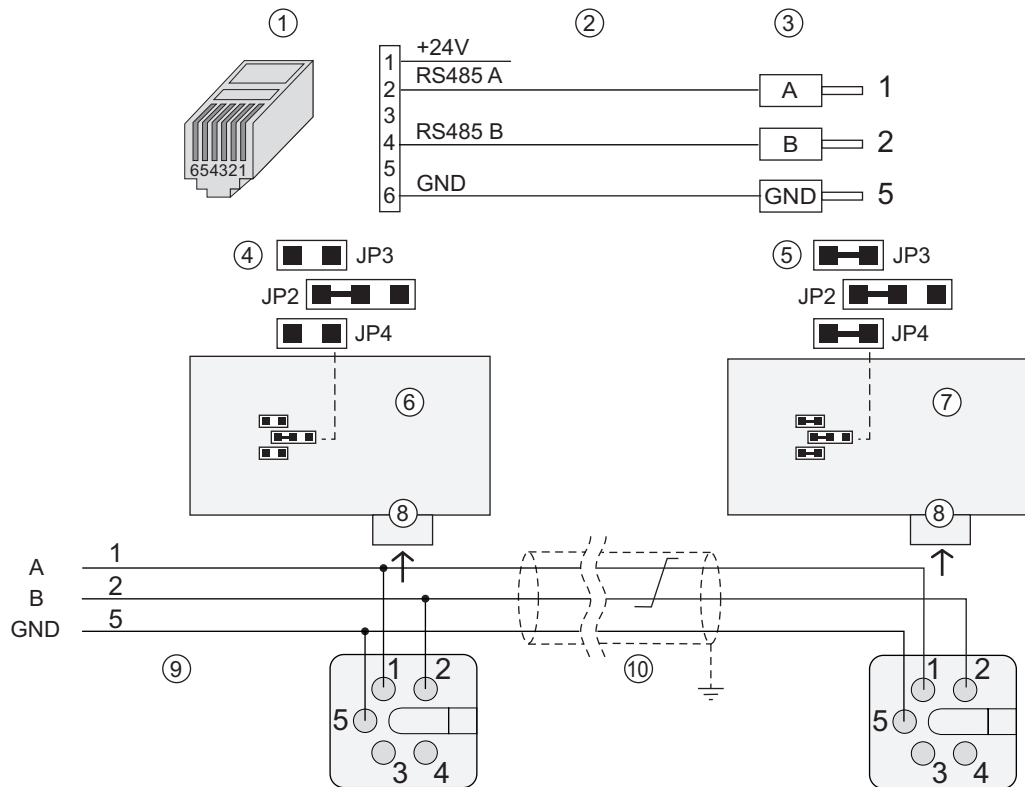 ① ② ③
654321
1 +24V
2 RS485 A A 1
3
4 RS485 B B 2
5
6 GND GND 5
④ JP3
JP2
JP4
⑤ JP3
JP2
JP4
⑥ ⑦
⑧ ⑧
A 1
B 2
GND 5
⑨ ⑩
1 2
5
3 4
1 2
5
3 4